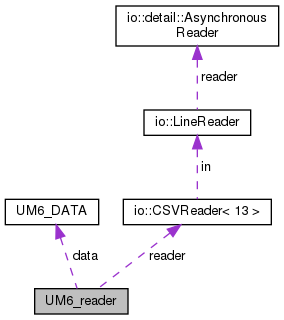 io::detail::Asynchronous
Reader
reader
io::LineReader
in
UM6_DATA
io::CSVReader< 13 >
data
reader
UM6_reader